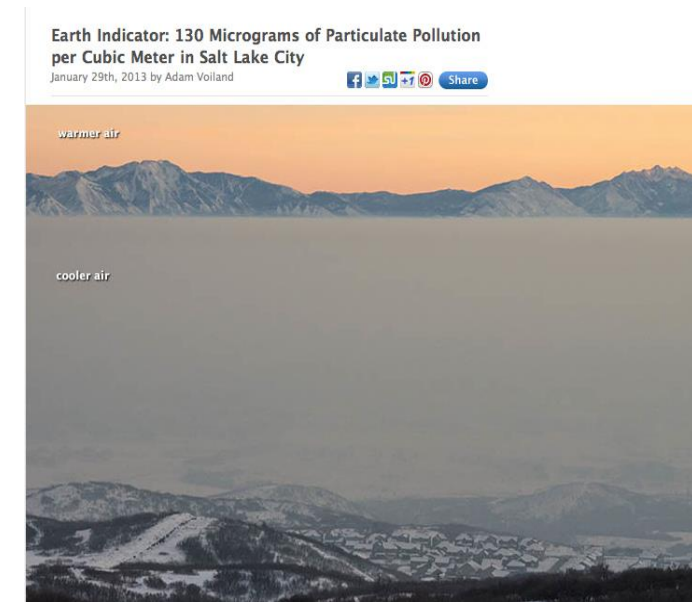 Earth Indicator: 130 Micrograms of Particulate Pollution
per Cubic Meter in Salt Lake City
January 29th, 2013 by Adam Voiland
f +1 Share
warmer air
cooler air